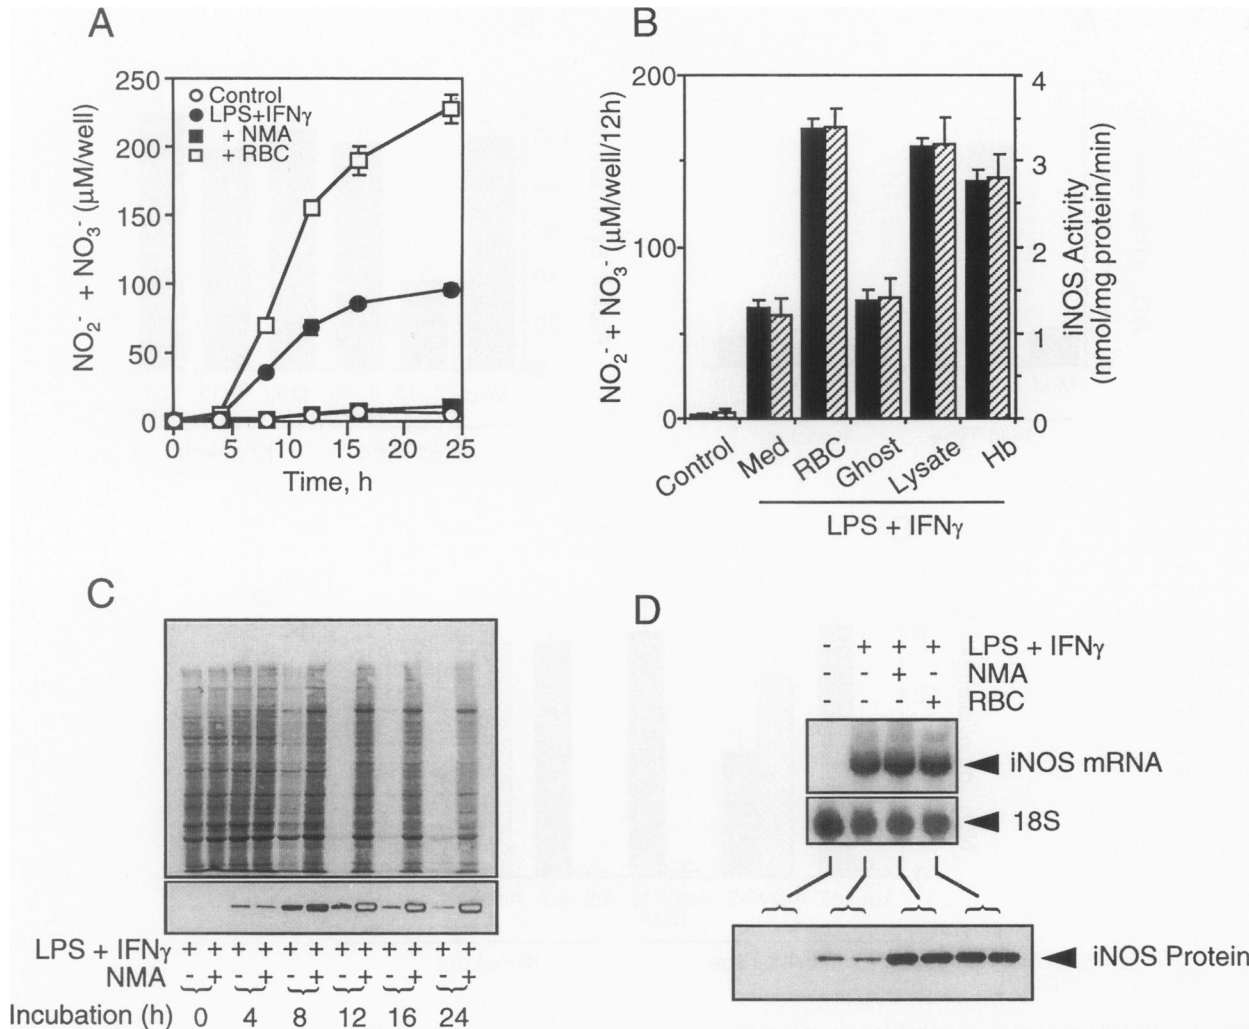 A
NO₂⁻ + NO₃⁻ (μM/well)
250
200
150
100
50
0
Control
LPS+IFNγ
+ NMA
+ RBC
0 5 10 15 20 25
Time, h
B
NO₂⁻ + NO₃⁻ (μM/well/12h)
200
100
0
4
3
2
1
0
iNOS Activity
(nmol/mg protein/min)
Control Med RBC Ghost Lysate Hb
LPS + IFNγ
C
LPS + IFNγ + + + + + + + + + + + +
NMA - + - + - + - + - + - +
Incubation (h) 0 4 8 12 16 24
D
- + + + LPS + IFNγ
- - + - NMA
- - - + RBC
iNOS mRNA
18S
iNOS Protein